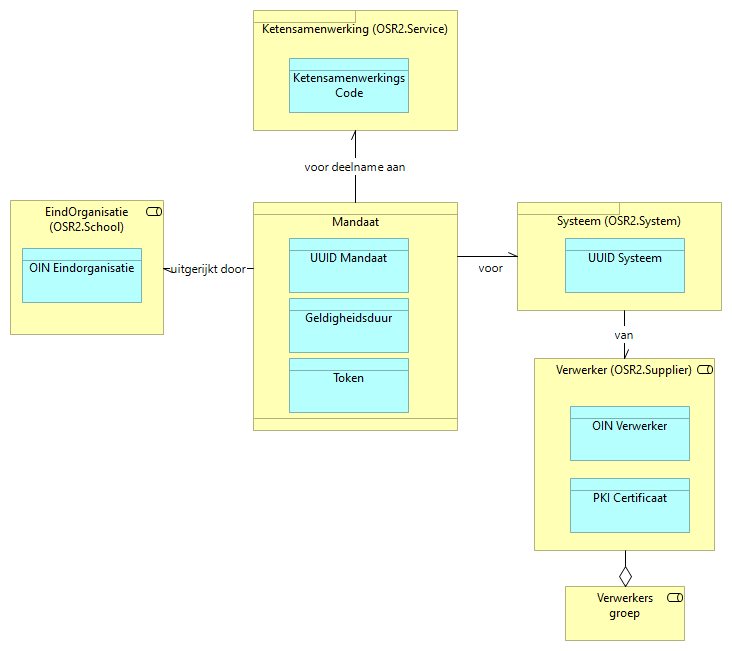 Ketensamenwerking (OSR2.Service)
Ketensamenwerkings
Code
voor deelname aan
EindOrganisatie
(OSR2.School)
OIN Eindorganisatie
uitgerijkt door
Mandaat
UUID Mandaat
Geldigheidsduur
Token
voor
Systeem (OSR2.System)
UUID Systeem
van
Verwerker (OSR2.Supplier)
OIN Verwerker
PKI Certificaat
Verwerkers
groep